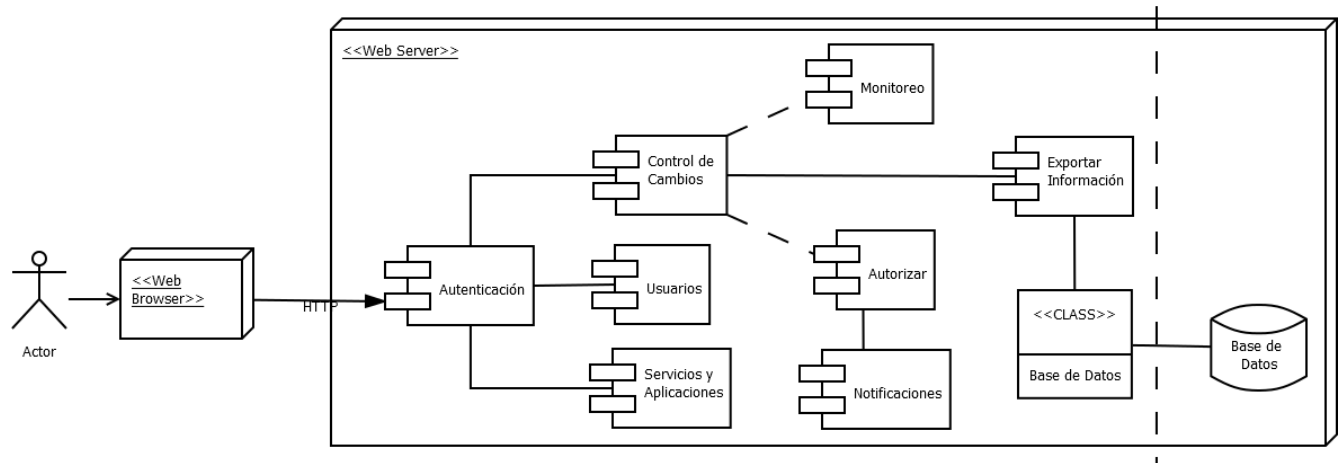 <<Web Server>>
Monitoreo
Control de
Cambios
Exportar
Información
<<Web
Browser>>
HTTP
Autenticación
Usuarios
Autorizar
<<CLASS>>
Base de Datos
Base de
Datos
Actor
Servicios y
Aplicaciones
Notificaciones